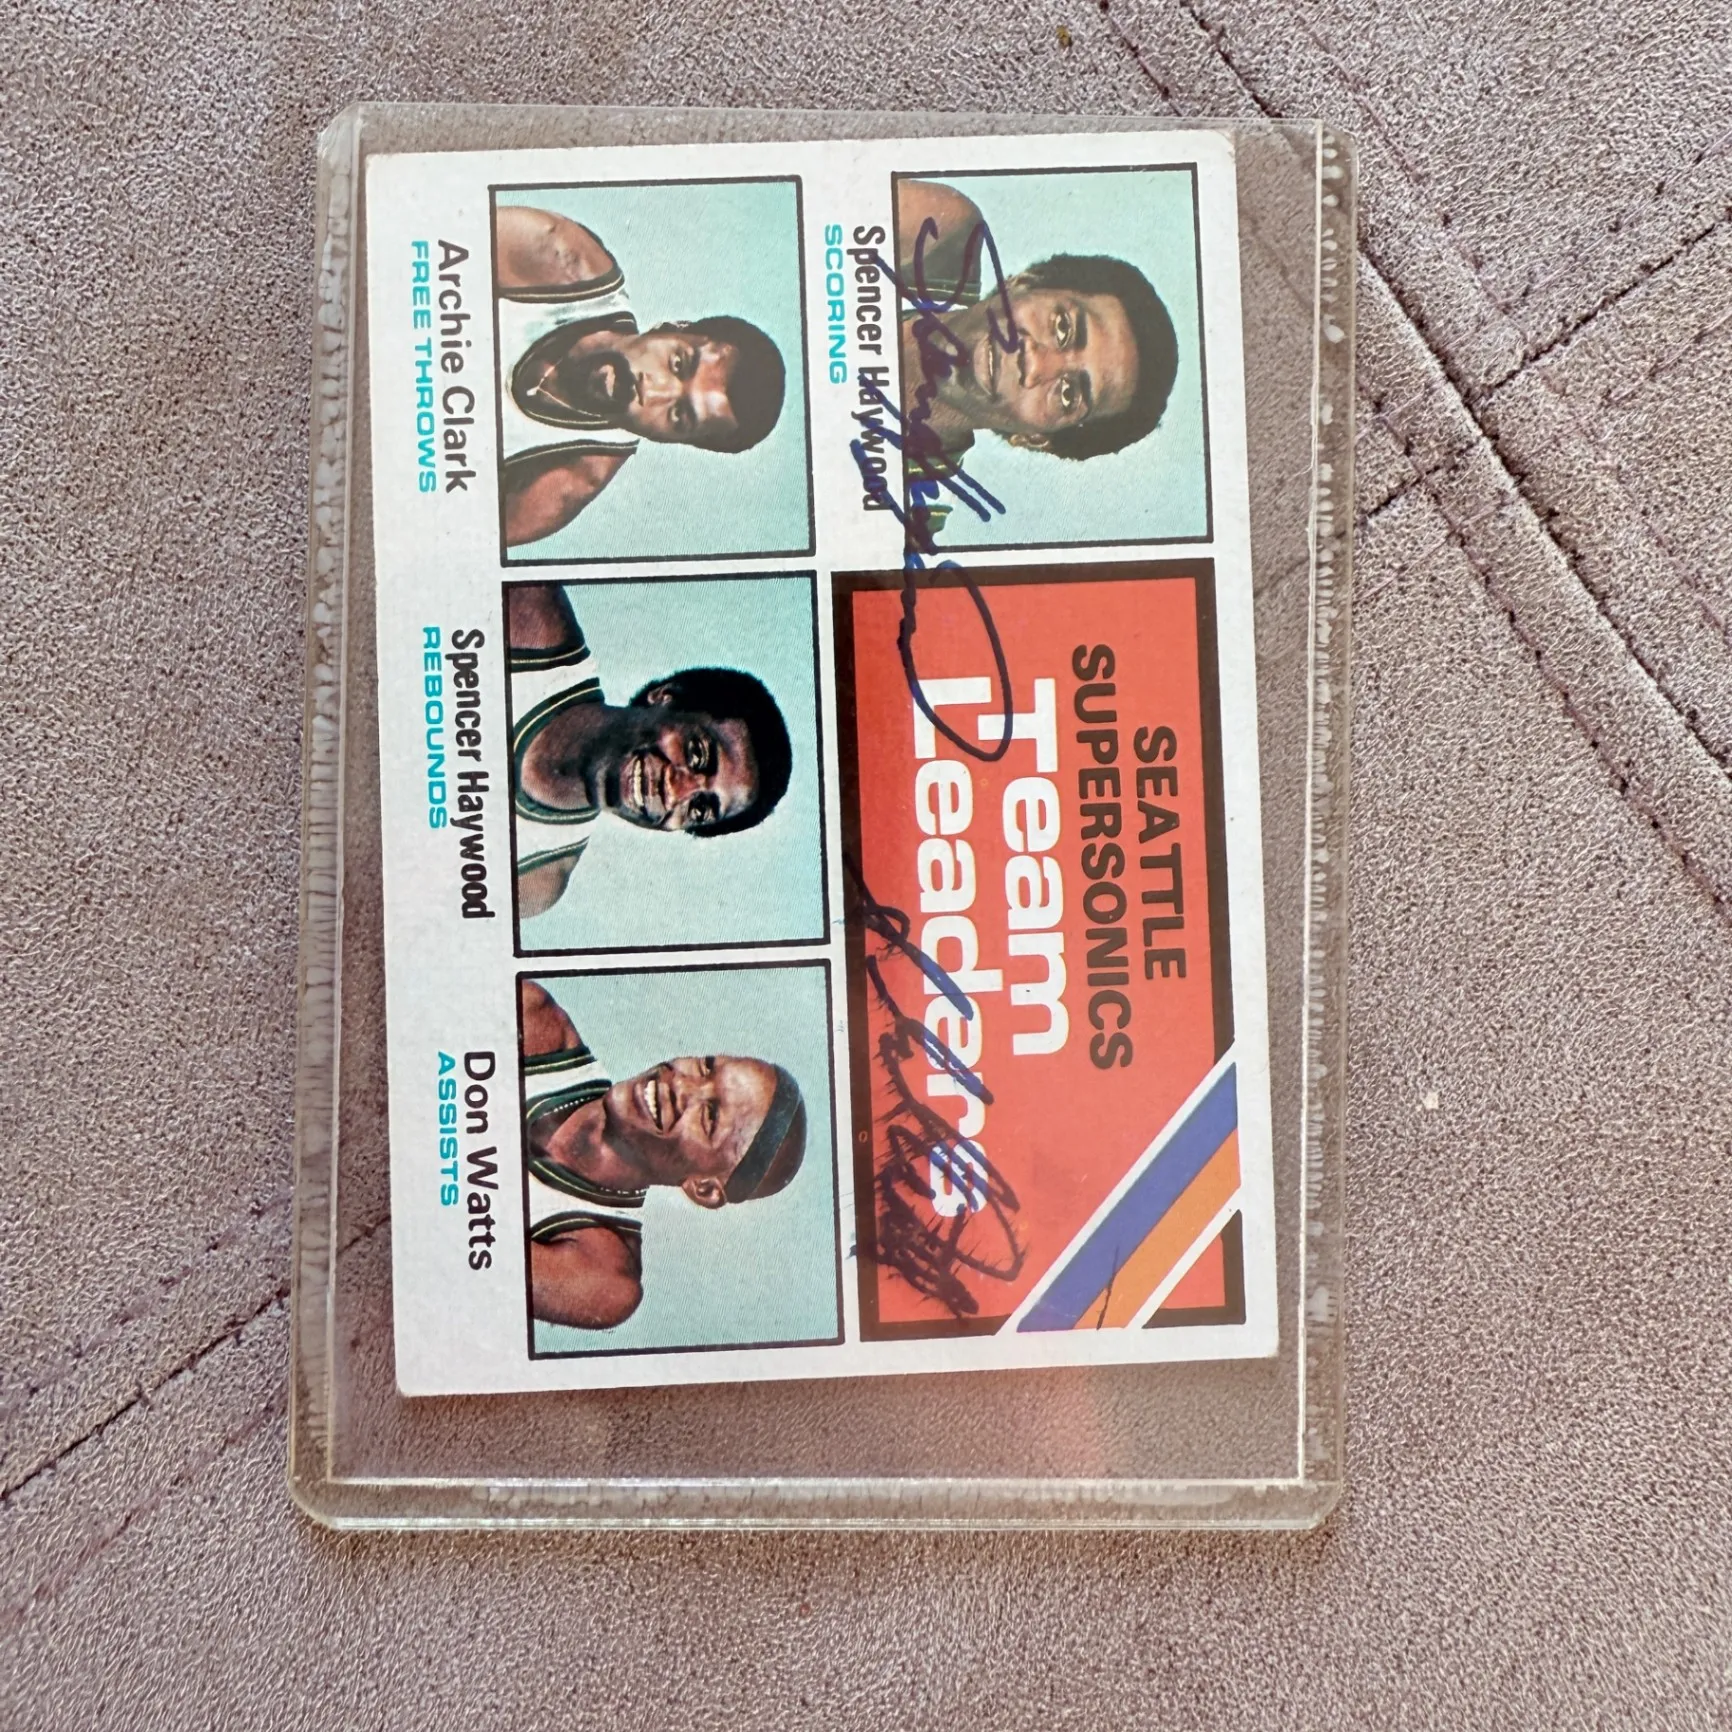 SEATTLE
SUPERSONICS
Team
Leaders
Spencer Haywood
SCORING
Archie Clark
FREE THROWS
Spencer Haywood
REBOUNDS
Don Watts
ASSISTS